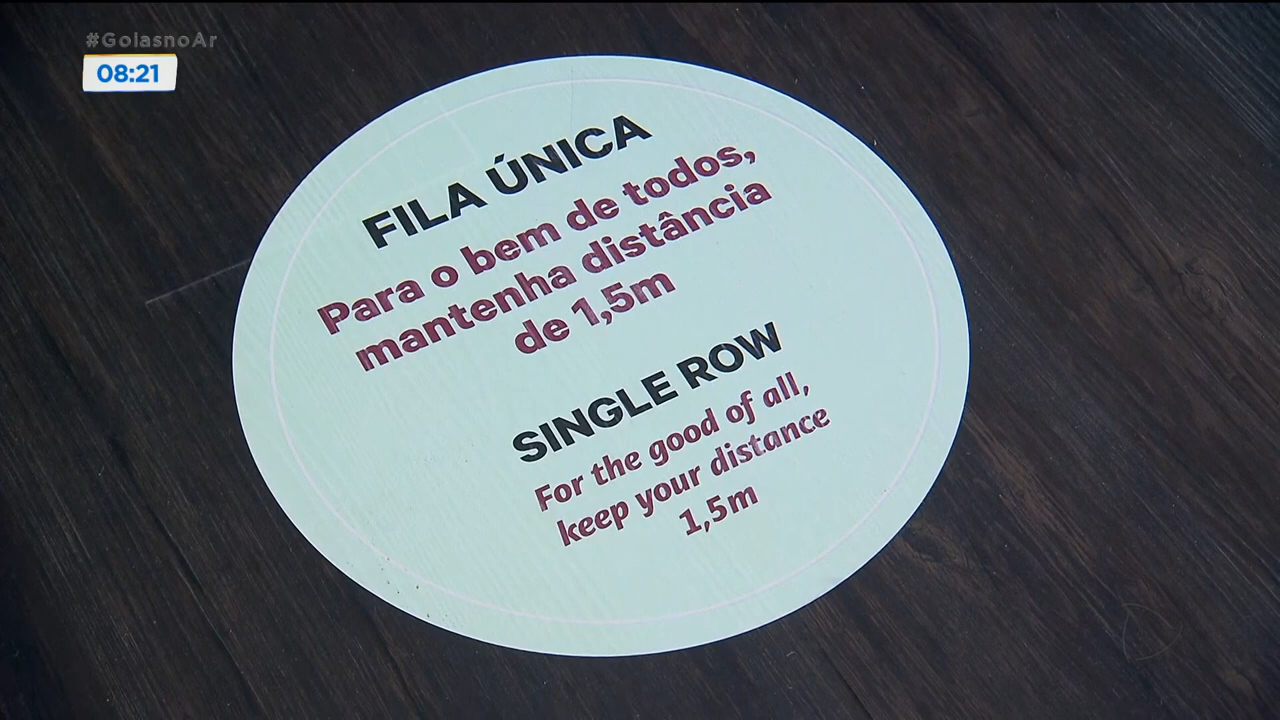 #GoiasnoAr
08:21
FILA ÚNICA
Para o bem de todos,
mantenha distância
de 1,5m
SINGLE ROW
For the good of all,
keep your distance
1,5m